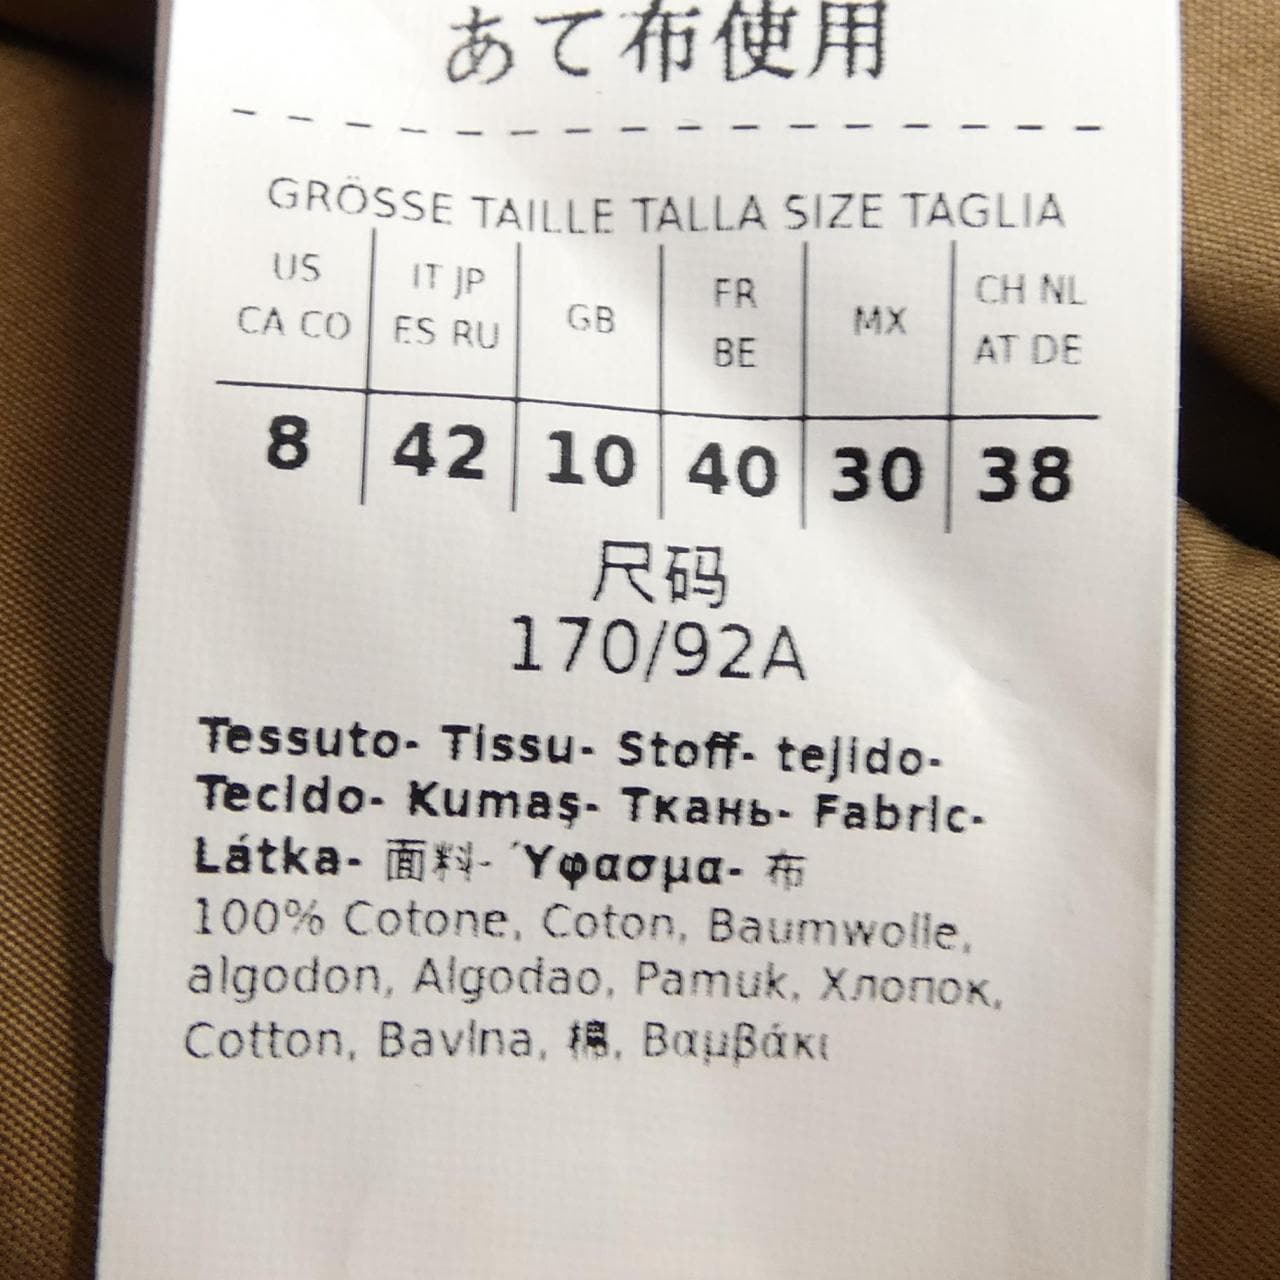 あて布使用
GRÖSSE TAILLE TALLA SIZE TAGLIA
US CA CO
IT JP ES RU
GB
FR BE
MX
CH NL AT DE
8 42 10 40 30 38
尺码
170/92A
Tessuto- Tissu- Stoff- tejido-
Tecido- Kumaş- Ткань- Fabric-
Látka- 面料- Ύφασμα- 布
100% Cotone, Coton, Baumwolle,
algodon, Algodao, Pamuk, Хлопок,
Cotton, Bavlna, 棉, Βαμβάκι